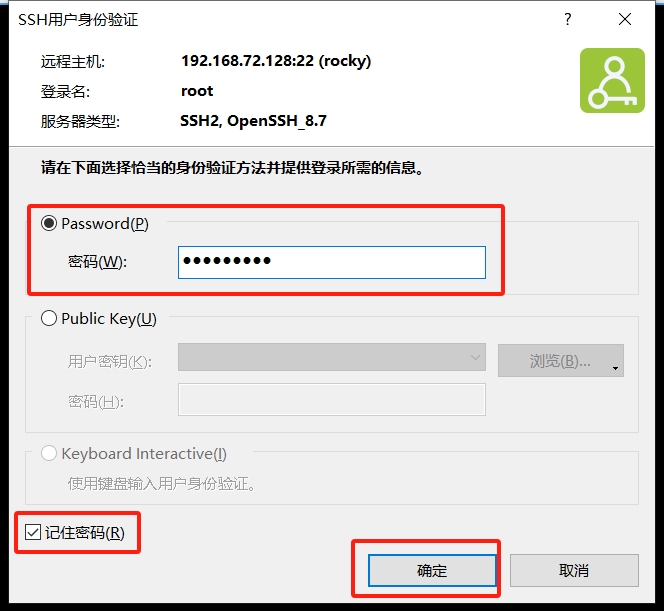 SSH用户身份验证 ?
远程主机: 192.168.72.128:22 (rocky)
登录名: root
服务器类型: SSH2, OpenSSH_8.7
请在下面选择恰当的身份验证方法并提供登录所需的信息。
Password(P)
密码(W): ●●●●●●●●●
Public Key(U)
用户密钥(K): 浏览(B)...
密码(H):
Keyboard Interactive(I)
使用键盘输入用户身份验证。
记住密码(R)
确定 取消